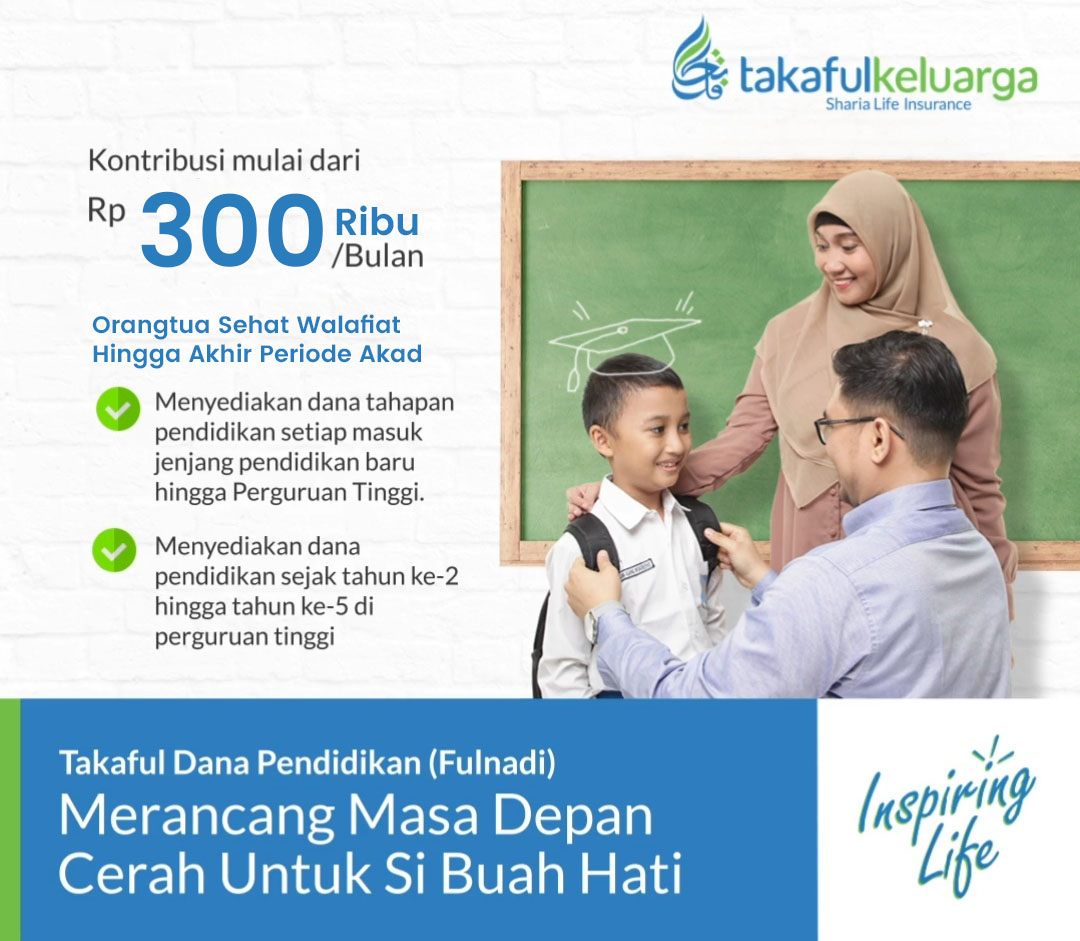 takafulkeluarga
Sharia Life Insurance
Kontribusi mulai dari
Rp 300 Ribu
/Bulan
Orangtua Sehat Walafiat
Hingga Akhir Periode Akad
Menyediakan dana tahapan
pendidikan setiap masuk
jenjang pendidikan baru
hingga Perguruan Tinggi.
Menyediakan dana
pendidikan sejak tahun ke-2
hingga tahun ke-5 di
perguruan tinggi
Takaful Dana Pendidikan (Fulnadi)
Merancang Masa Depan
Cerah Untuk Si Buah Hati
Inspiring
Life